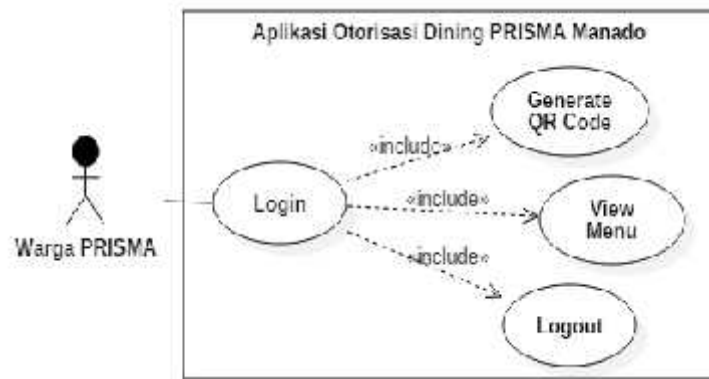 Aplikasi Otorisasi Dining PRISMA Manado
Generate
QR Code
«include»
Login
«include»
View
Menu
Warga PRISMA
«include»
Logout